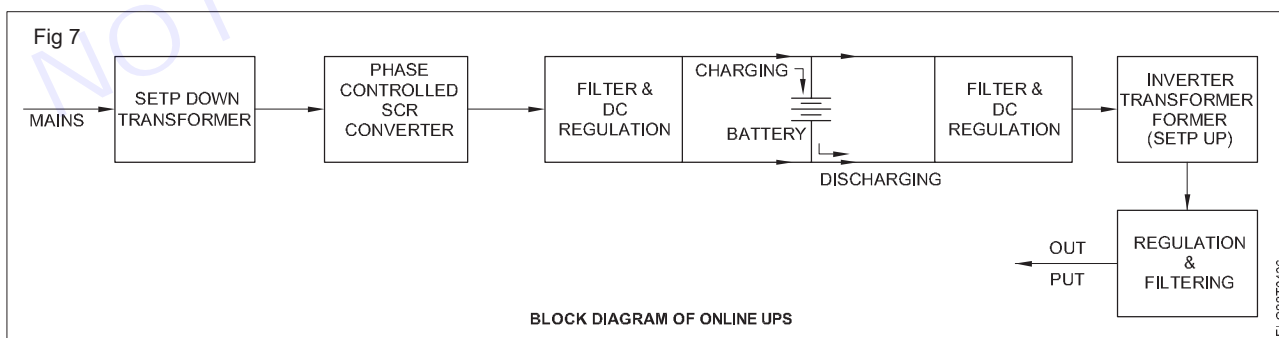 Fig 7
MAINS
SETP DOWN
TRANSFORMER
PHASE
CONTROLLED
SCR
CONVERTER
FILTER &
DC
REGULATION
CHARGING
BATTERY
DISCHARGING
FILTER &
DC
REGULATION
INVERTER
TRANSFORMER
FORMER
(SETP UP)
REGULATION
&
FILTERING
OUT
PUT
BLOCK DIAGRAM OF ONLINE UPS
NOT